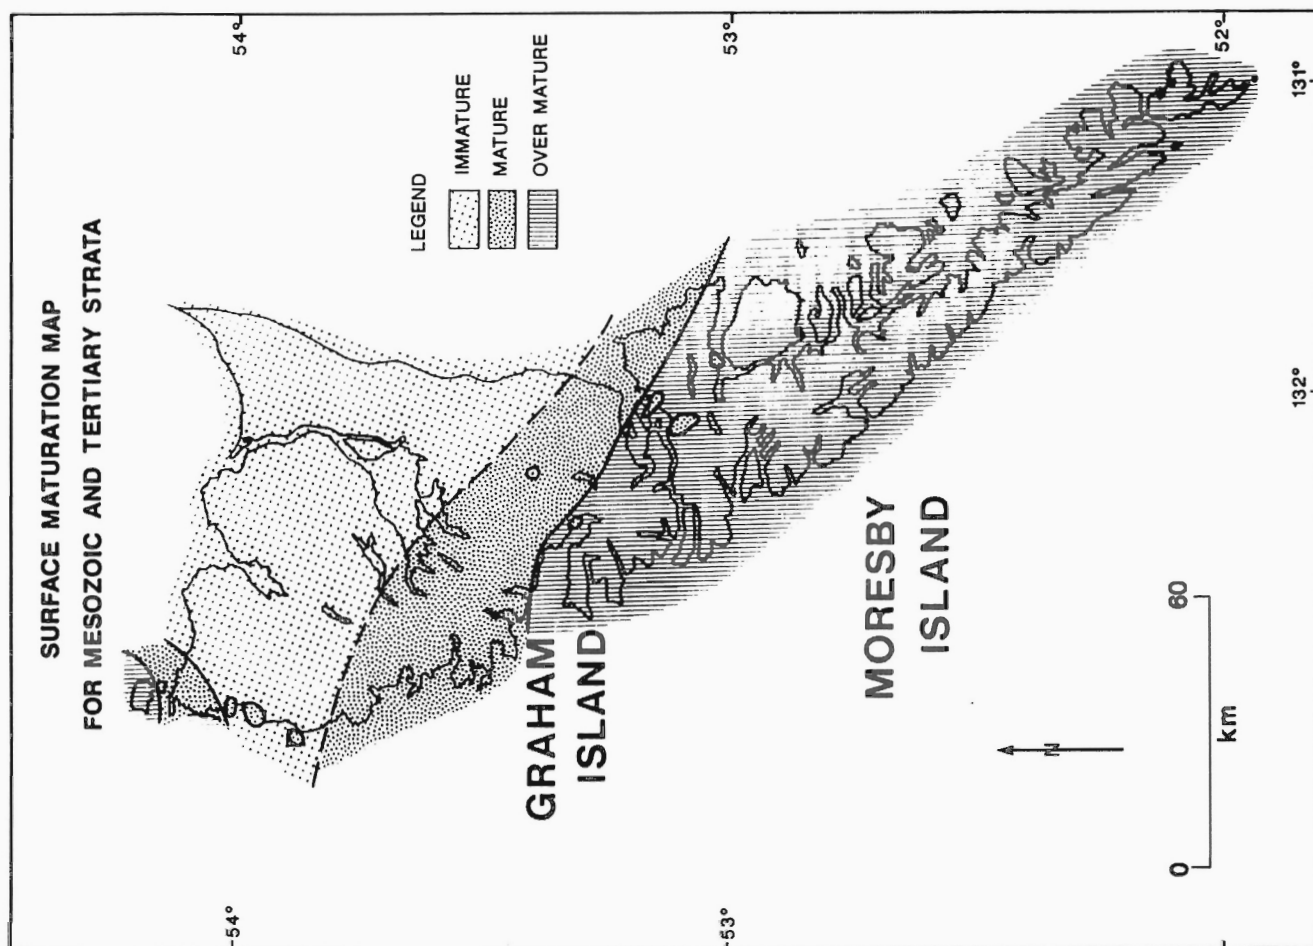 SURFACE MATURATION MAP
FOR MESOZOIC AND TERTIARY STRATA
LEGEND
IMMATURE
MATURE
OVER MATURE
54°
53°
52°
54°
53°
131°
132°
GRAHAM
ISLAND
MORESBY
ISLAND
N
0
60
km